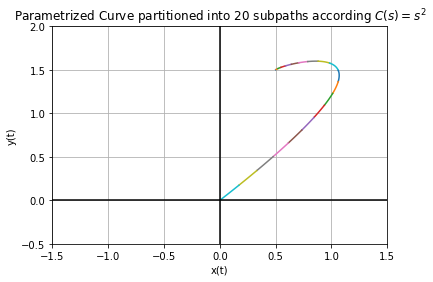 Parametrized Curve partitioned into 20 subpaths according C(s) = s²
2.0
1.5
1.0
0.5
0.0
−0.5
y(t)
−1.5 −1.0 −0.5 0.0 0.5 1.0 1.5
x(t)